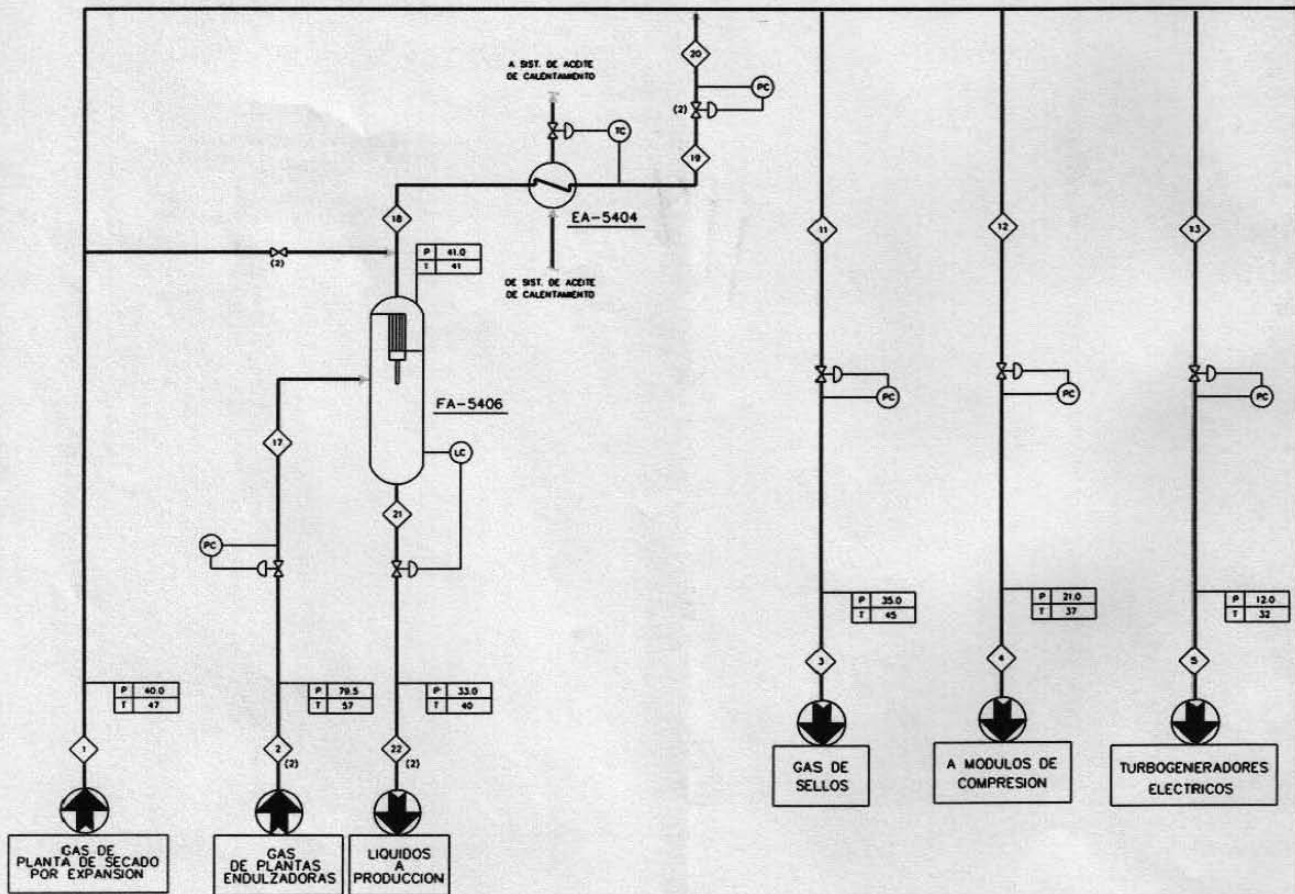 20
A SIST. DE ACEITE
DE CALENTAMIENTO
PC
(2)
TC
19
18
EA-5404
11
12
13
P 41.0
T 41
(2)
DE SIST. DE ACEITE
DE CALENTAMIENTO
PC
PC
PC
FA-5406
17
LC
21
PC
P 35.0
T 45
P 21.0
T 37
P 12.0
T 32
3
4
5
P 40.0
T 47
P 79.5
T 57
P 33.0
T 40
1
2
(2)
22
(2)
GAS DE
SELLOS
A MODULOS DE
COMPRESION
TURBOGENERADORES
ELECTRICOS
GAS DE
PLANTA DE SECADO
POR EXPANSION
GAS
DE PLANTAS
ENDULZADORAS
LIQUIDOS
A
PRODUCCION